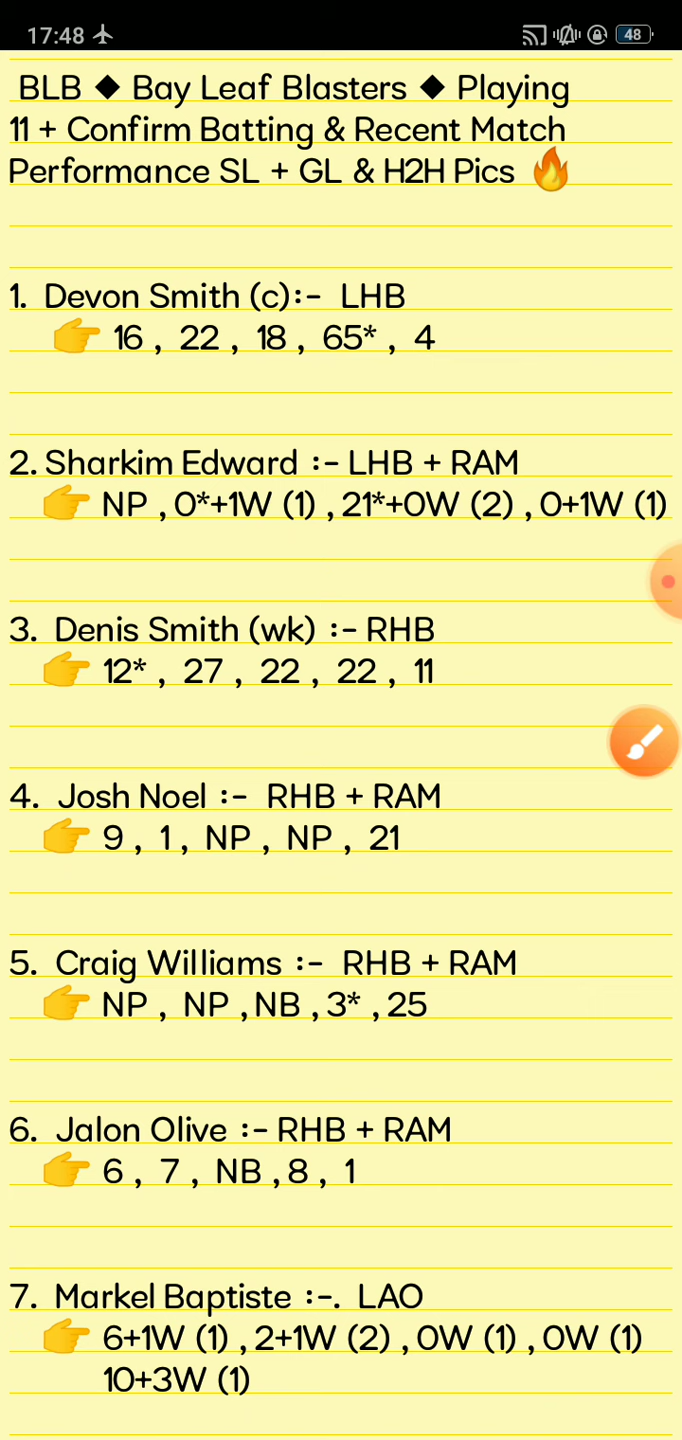 17:48
48
BLB ◆ Bay Leaf Blasters ◆ Playing
11 + Confirm Batting & Recent Match
Performance SL + GL & H2H Pics 🔥
1. Devon Smith (c):- LHB
👉 16 , 22 , 18 , 65* , 4
2. Sharkim Edward :- LHB + RAM
👉 NP , 0*+1W (1) , 21*+0W (2) , 0+1W (1)
3. Denis Smith (wk) :- RHB
👉 12* , 27 , 22 , 22 , 11
4. Josh Noel :- RHB + RAM
👉 9 , 1 , NP , NP , 21
5. Craig Williams :- RHB + RAM
👉 NP , NP , NB , 3* , 25
6. Jalon Olive :- RHB + RAM
👉 6 , 7 , NB , 8 , 1
7. Markel Baptiste :-. LAO
👉 6+1W (1) , 2+1W (2) , 0W (1) , 0W (1)
10+3W (1)